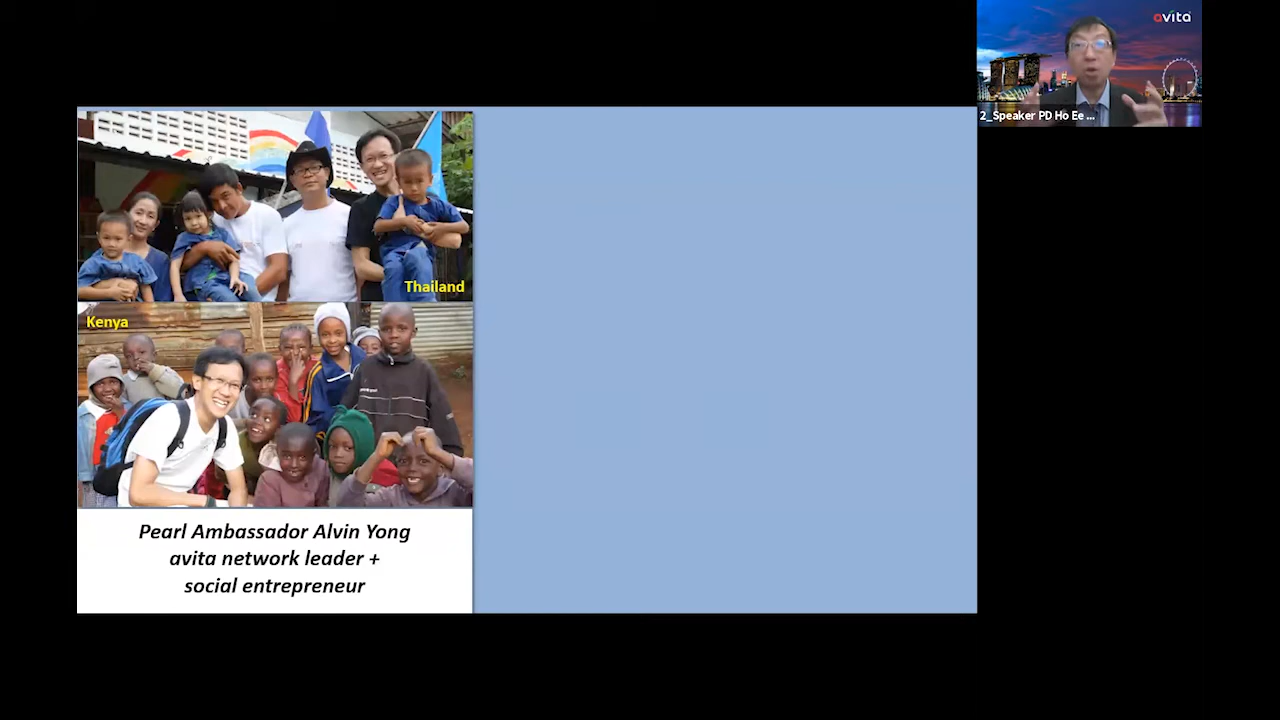 avita
2_Speaker PD Ho Ee ...
Thailand
Kenya
Pearl Ambassador Alvin Yong
avita network leader +
social entrepreneur